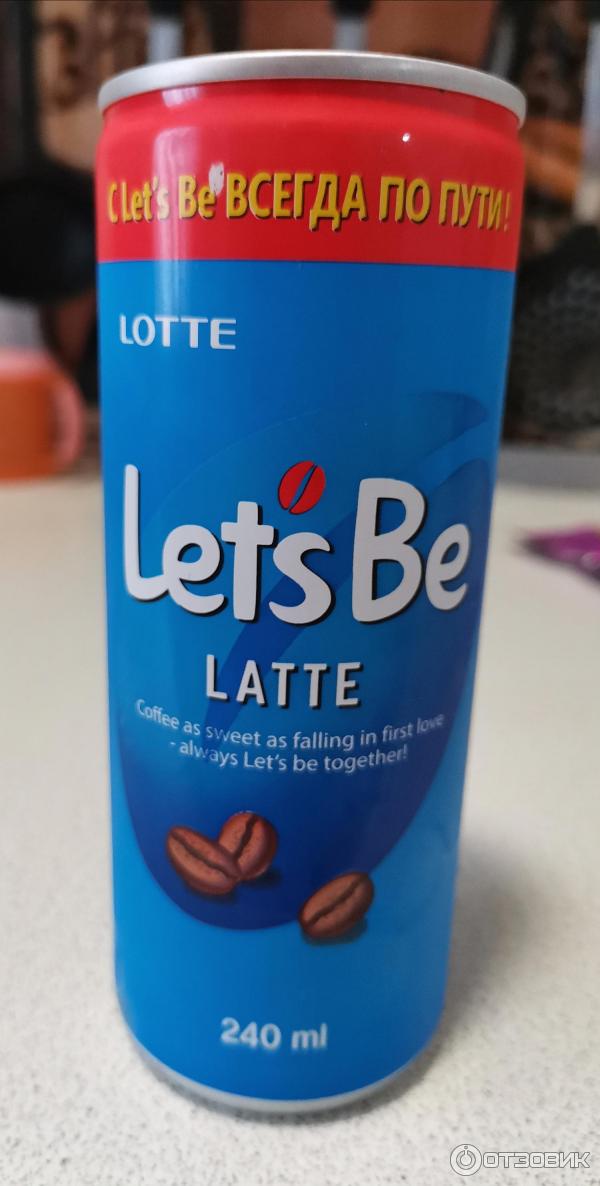 С Let's Be ВСЕГДА ПО ПУТИ!
LOTTE
Let's Be
LATTE
Coffee as sweet as falling in first love
- always Let's be together!
240 ml
ОТЗОВИК